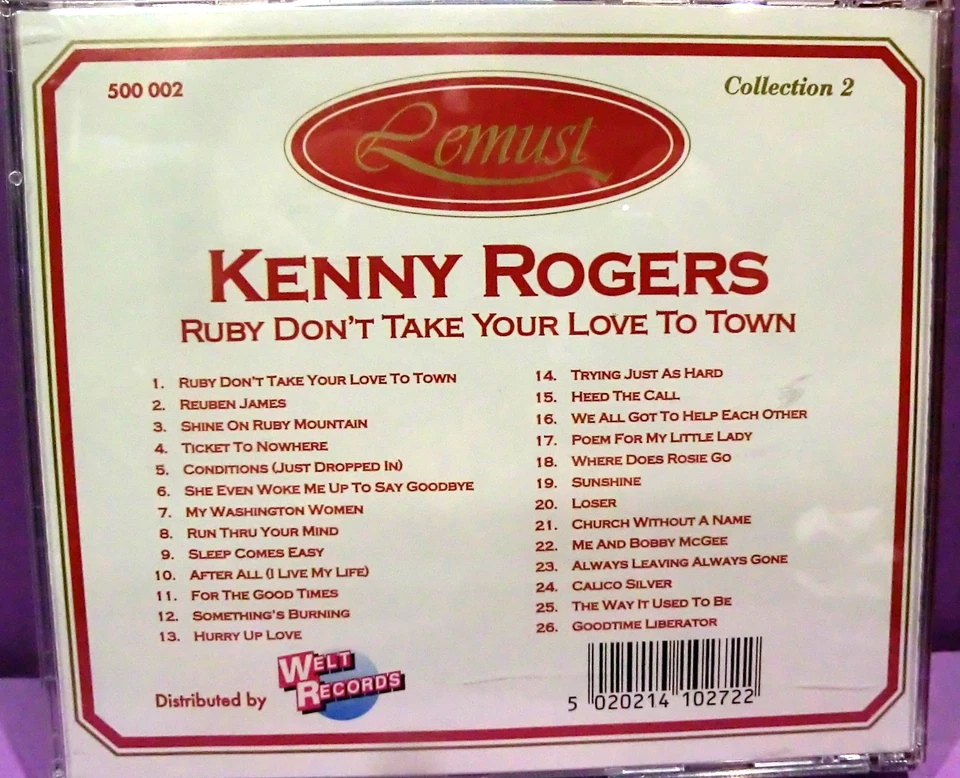 500 002
Collection 2
Lemust
KENNY ROGERS
RUBY DON'T TAKE YOUR LOVE TO TOWN
1. RUBY DON'T TAKE YOUR LOVE TO TOWN
2. REUBEN JAMES
3. SHINE ON RUBY MOUNTAIN
4. TICKET TO NOWHERE
5. CONDITIONS (JUST DROPPED IN)
6. SHE EVEN WOKE ME UP TO SAY GOODBYE
7. MY WASHINGTON WOMEN
8. RUN THRU YOUR MIND
9. SLEEP COMES EASY
10. AFTER ALL (I LIVE MY LIFE)
11. FOR THE GOOD TIMES
12. SOMETHING'S BURNING
13. HURRY UP LOVE
14. TRYING JUST AS HARD
15. HEED THE CALL
16. WE ALL GOT TO HELP EACH OTHER
17. POEM FOR MY LITTLE LADY
18. WHERE DOES ROSIE GO
19. SUNSHINE
20. LOSER
21. CHURCH WITHOUT A NAME
22. ME AND BOBBY MCGEE
23. ALWAYS LEAVING ALWAYS GONE
24. CALICO SILVER
25. THE WAY IT USED TO BE
26. GOODTIME LIBERATOR
Distributed by
WELT
RECORDS
5 020214 102722